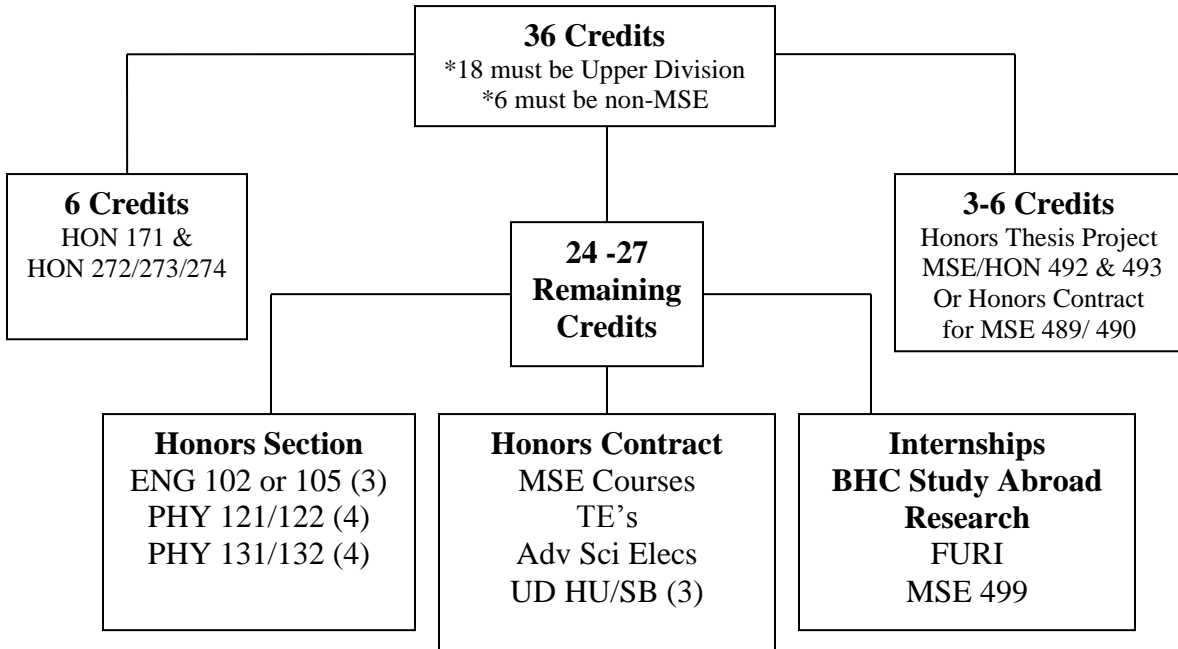 36 Credits
*18 must be Upper Division
*6 must be non-MSE
6 Credits
HON 171 &
HON 272/273/274
24 -27
Remaining
Credits
3-6 Credits
Honors Thesis Project
MSE/HON 492 & 493
Or Honors Contract
for MSE 489/ 490
Honors Section
ENG 102 or 105 (3)
PHY 121/122 (4)
PHY 131/132 (4)
Honors Contract
MSE Courses
TE’s
Adv Sci Elecs
UD HU/SB (3)
Internships
BHC Study Abroad
Research
FURI
MSE 499